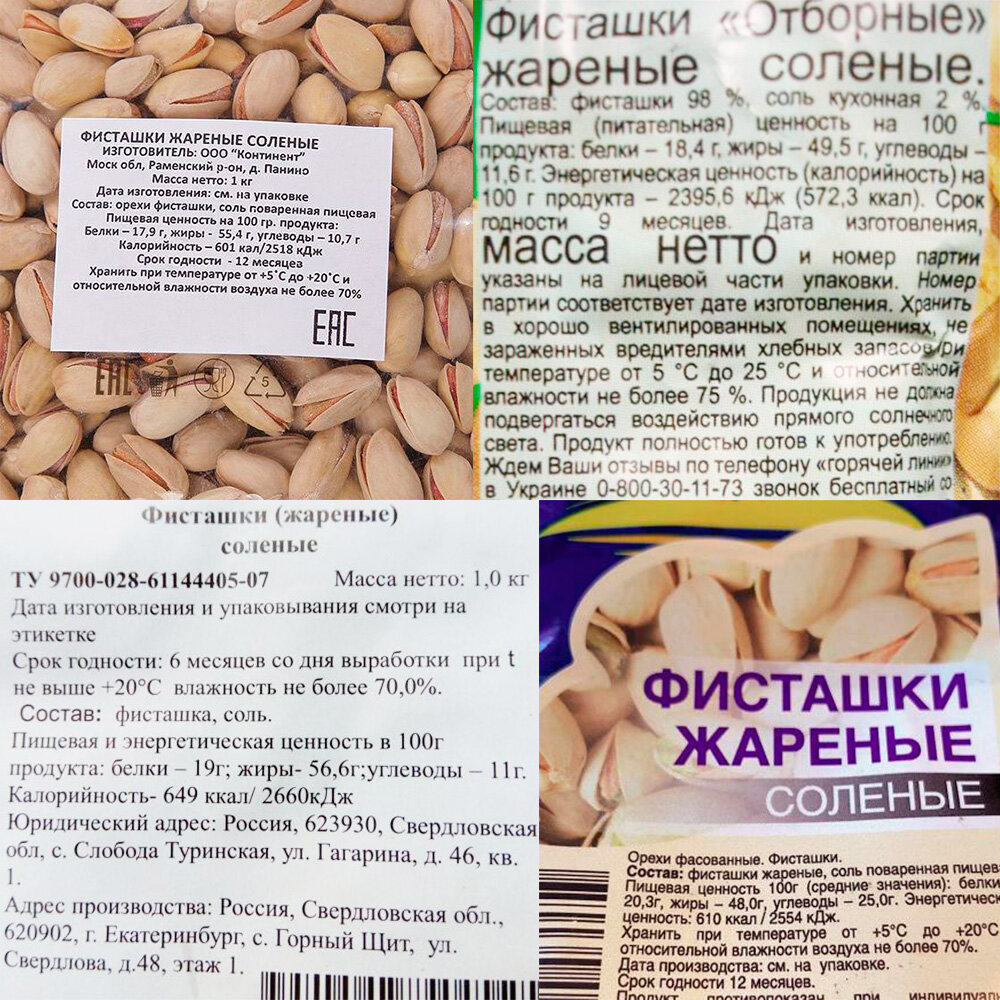 ФИСТАШКИ ЖАРЕНЫЕ СОЛЕНЫЕ
ИЗГОТОВИТЕЛЬ: ООО "Континент"
Моск обл, Раменский р-он, д. Панино
Масса нетто: 1 кг
Дата изготовления: см. на упаковке
Состав: орехи фисташки, соль поваренная пищевая
Пищевая ценность на 100 гр. продукта:
Белки – 17,9 г, жиры - 55,4 г, углеводы – 10,7 г
Калорийность – 601 кал/2518 кДж
Срок годности - 12 месяцев
Хранить при температуре от +5˚С до +20˚С и
относительной влажности воздуха не более 70%
ЕАС
ЕАС
5
Фисташки «Отборные»
жареные соленые.
Состав: фисташки 98 %, соль кухонная 2 %.
Пищевая (питательная) ценность на 100 г
продукта: белки – 18,4 г, жиры – 49,5 г, углеводы –
11,6 г. Энергетическая ценность (калорийность) на
100 г продукта – 2395,6 кДж (572,3 ккал). Срок
годности 9 месяцев. Дата изготовления,
масса нетто и номер партии
указаны на лицевой части упаковки. Номер
партии соответствует дате изготовления. Хранить
в хорошо вентилированных помещениях, не
зараженных вредителями хлебных запасов при
температуре от 5 °С до 25 °С и относительной
влажности не более 75 %. Продукция не должна
подвергаться воздействию прямого солнечного
света. Продукт полностью готов к употреблению.
Ждем Ваши отзывы по телефону «горячей линии»
в Украине 0-800-30-11-73 звонок бесплатный со
Фисташки (жареные)
соленые
ТУ 9700-028-61144405-07 Масса нетто: 1,0 кг
Дата изготовления и упаковывания смотри на
этикетке
Срок годности: 6 месяцев со дня выработки при t
не выше +20°С влажность не более 70,0%.
Состав: фисташка, соль.
Пищевая и энергетическая ценность в 100г
продукта: белки – 19г; жиры- 56,6г;углеводы – 11г.
Калорийность- 649 ккал/ 2660кДж
Юридический адрес: Россия, 623930, Свердловская
обл, с. Слобода Туринская, ул. Гагарина, д. 46, кв.
1.
Адрес производства: Россия, Свердловская обл.,
620902, г. Екатеринбург, с. Горный Щит, ул.
Свердлова, д.48, этаж 1.
ФИСТАШКИ
ЖАРЕНЫЕ
СОЛЕНЫЕ
Орехи фасованные. Фисташки.
Состав: фисташки жареные, соль поваренная пищева
Пищевая ценность 100г (средние значения): белки
20,3г, жиры – 48,0г, углеводы – 25,0г. Энергетическ
ценность: 610 ккал / 2554 кДж.
Хранить при температуре от +5°С до +20°С
относительной влажности воздуха не более 70%.
Дата производства: см. на упаковке.
Срок годности 12 месяцев.
Продукт противопоказан при индивидуал